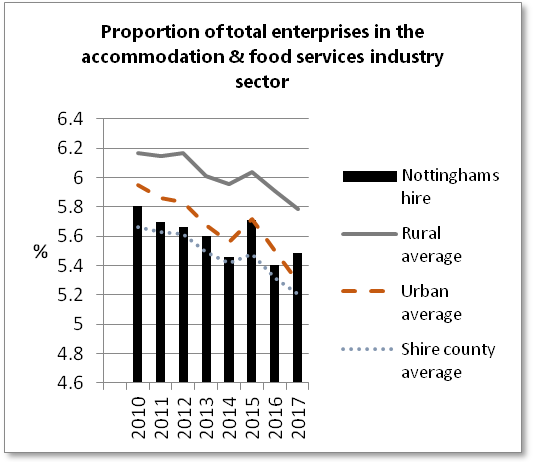 Proportion of total enterprises in the
accommodation & food services industry
sector
6.4
6.2
6
5.8
5.6
5.4
5.2
5
4.8
4.6
%
2010
2011
2012
2013
2014
2015
2016
2017
Nottinghams
hire
Rural
average
Urban
average
Shire county
average